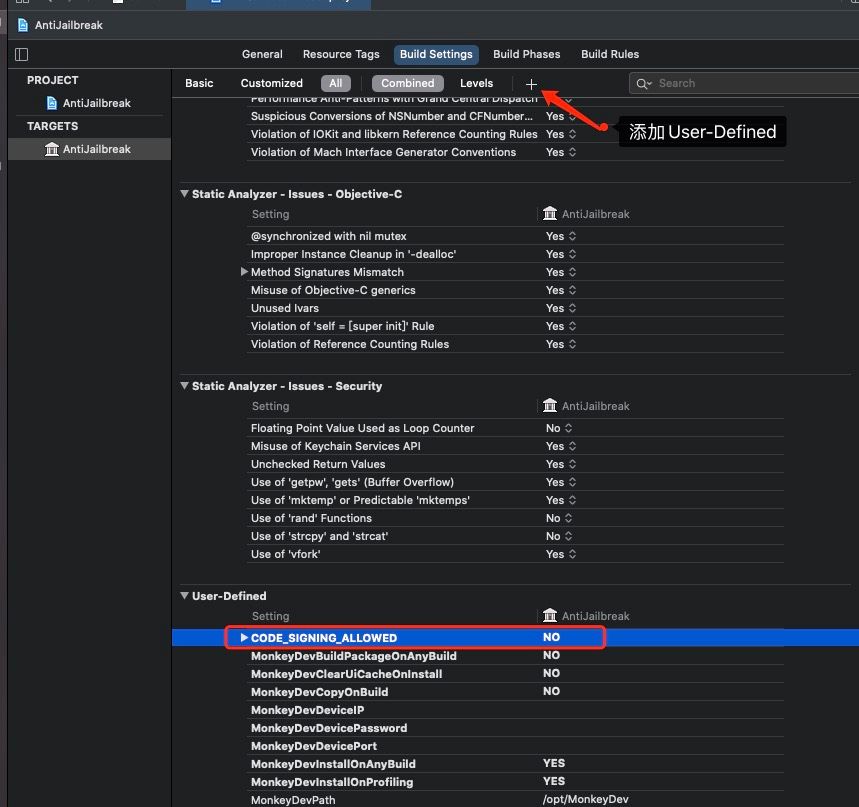 AntiJailbreak
General Resource Tags Build Settings Build Phases Build Rules
PROJECT
AntiJailbreak
TARGETS
AntiJailbreak
Basic Customized All Combined Levels + Search
添加User-Defined
Performance Anti-Patterns with Grand Central Dispatch
Suspicious Conversions of NSNumber and CFNumber... Yes
Violation of IOKit and libkern Reference Counting Rules Yes
Violation of Mach Interface Generator Conventions Yes
Static Analyzer - Issues - Objective-C
Setting AntiJailbreak
@synchronized with nil mutex Yes
Improper Instance Cleanup in '-dealloc' Yes
Method Signatures Mismatch Yes
Misuse of Objective-C generics Yes
Unused Ivars Yes
Violation of 'self = [super init]' Rule Yes
Violation of Reference Counting Rules Yes
Static Analyzer - Issues - Security
Setting AntiJailbreak
Floating Point Value Used as Loop Counter No
Misuse of Keychain Services API Yes
Unchecked Return Values Yes
Use of 'getpw', 'gets' (Buffer Overflow) Yes
Use of 'mktemp' or Predictable 'mktemps' Yes
Use of 'rand' Functions No
Use of 'strcpy' and 'strcat' No
Use of 'vfork' Yes
User-Defined
Setting AntiJailbreak
CODE_SIGNING_ALLOWED NO
MonkeyDevBuildPackageOnAnyBuild NO
MonkeyDevClearUiCacheOnInstall NO
MonkeyDevCopyOnBuild NO
MonkeyDevDeviceIP
MonkeyDevDevicePassword
MonkeyDevDevicePort
MonkeyDevInstallOnAnyBuild YES
MonkeyDevInstallOnProfiling YES
MonkeyDevPath /opt/MonkeyDev